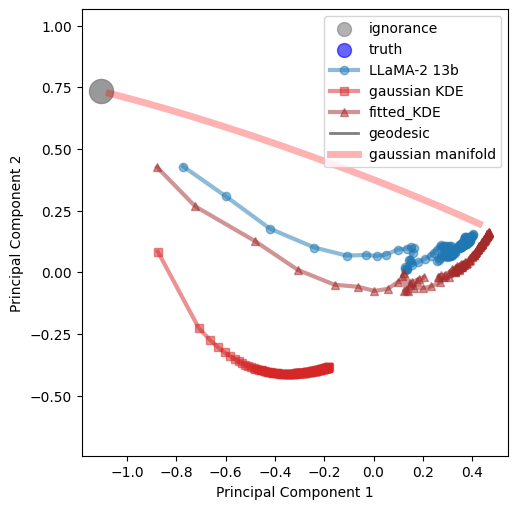 1.00
0.75
0.50
0.25
0.00
−0.25
−0.50
Principal Component 2
ignorance
truth
LLaMA-2 13b
gaussian KDE
fitted_KDE
geodesic
gaussian manifold
−1.0 −0.8 −0.6 −0.4 −0.2 0.0 0.2 0.4
Principal Component 1